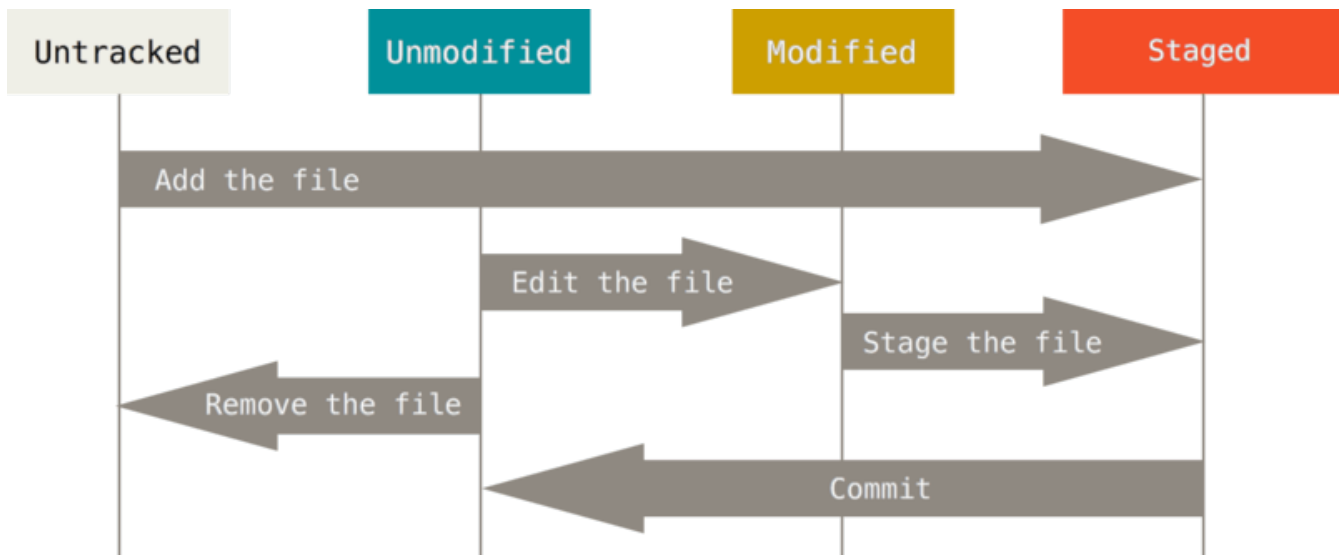 Untracked
Unmodified
Modified
Staged
Add the file
Edit the file
Stage the file
Remove the file
Commit